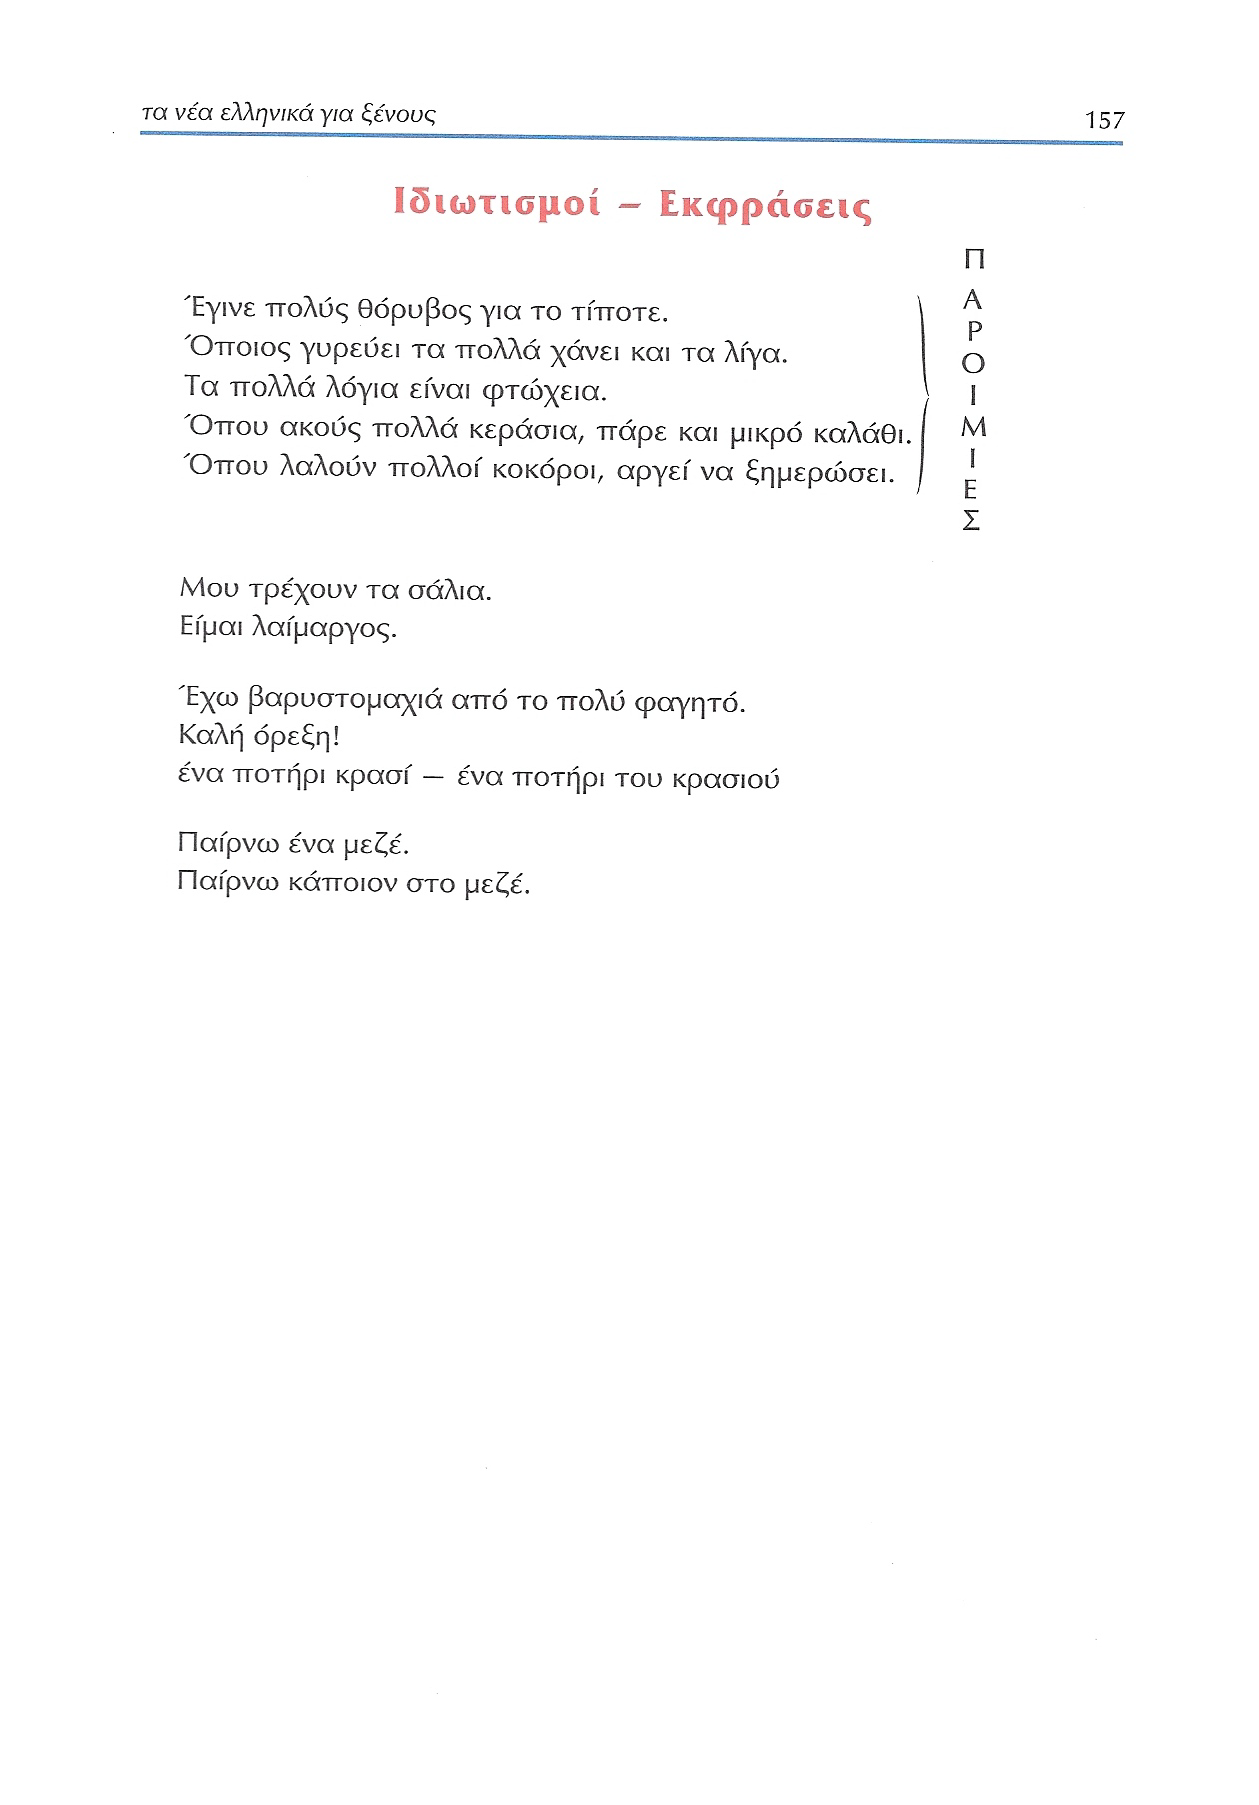 τα νέα ελληνικά για ξένους
157
Ιδιωτισμοί – Εκφράσεις
Έγινε πολύς θόρυβος για το τίποτε.
Όποιος γυρεύει τα πολλά χάνει και τα λίγα.
Τα πολλά λόγια είναι φτώχεια.
Όπου ακούς πολλά κεράσια, πάρε και μικρό καλάθι.
Όπου λαλούν πολλοί κοκόροι, αργεί να ξημερώσει.
ΠΑΡΟΙΜΙΕΣ
Μου τρέχουν τα σάλια.
Είμαι λαίμαργος.
Έχω βαρυστομαχιά από το πολύ φαγητό.
Καλή όρεξη!
ένα ποτήρι κρασί – ένα ποτήρι του κρασιού
Παίρνω ένα μεζέ.
Παίρνω κάποιον στο μεζέ.